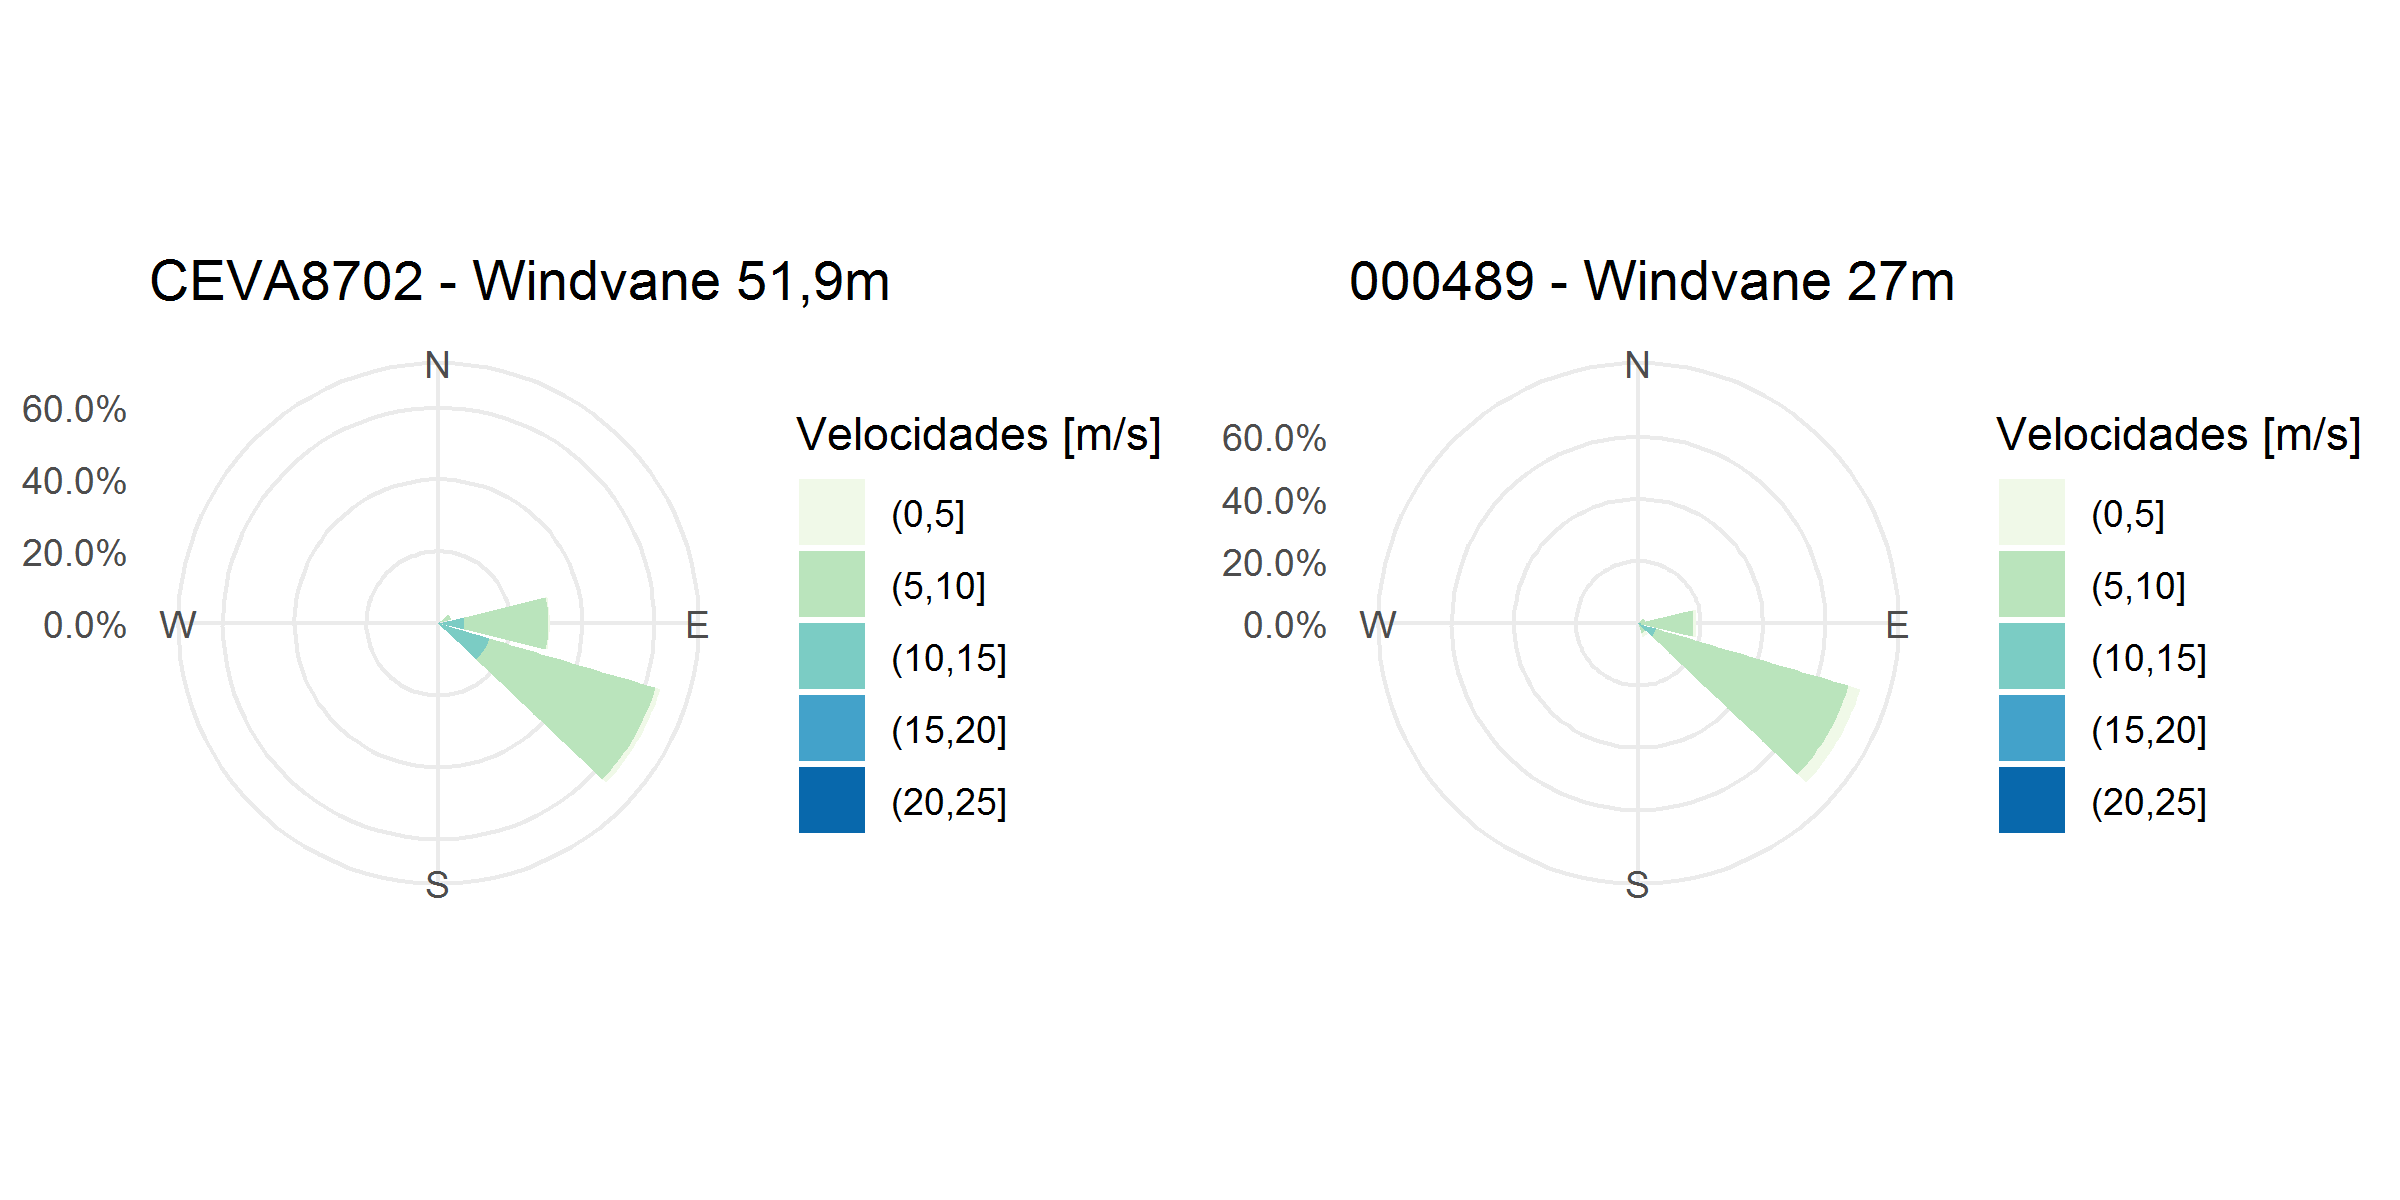 CEVA8702 - Windvane 51,9m
N
60.0%
40.0%
20.0%
0.0%
W
E
S
Velocidades [m/s]
(0,5]
(5,10]
(10,15]
(15,20]
(20,25]
000489 - Windvane 27m
N
60.0%
40.0%
20.0%
0.0%
W
E
S
Velocidades [m/s]
(0,5]
(5,10]
(10,15]
(15,20]
(20,25]